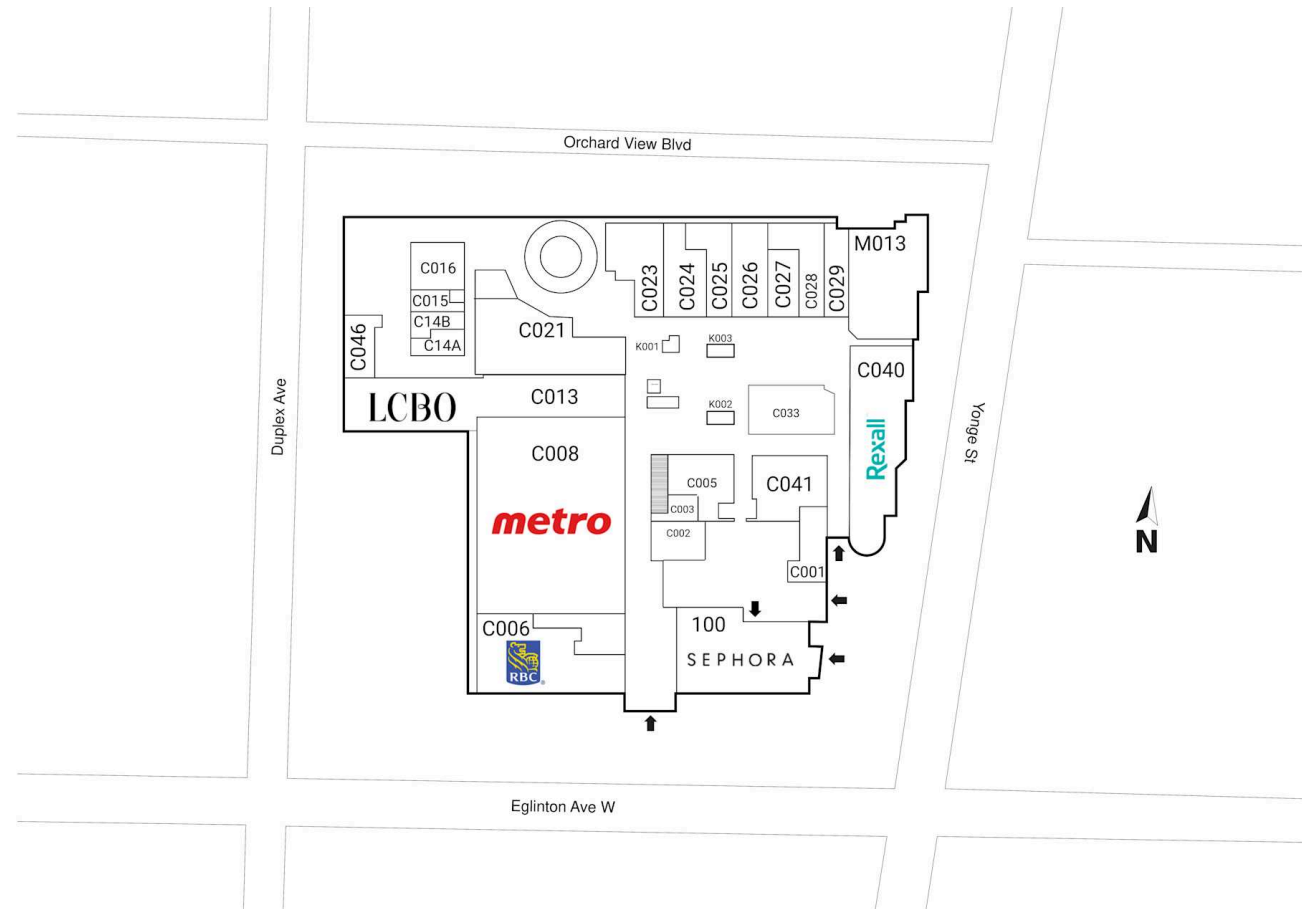 Orchard View Blvd
M013
C016
C015
C14B
C14A
C046
C021
C023
C024
C025
C026
C027
C028
C029
K001
K003
C040
Rexall
Duplex Ave
LCBO
C013
K002
C033
Yonge St
C008
metro
C005
C003
C002
C041
C001
N
C006
RBC
100
SEPHORA
Eglinton Ave W